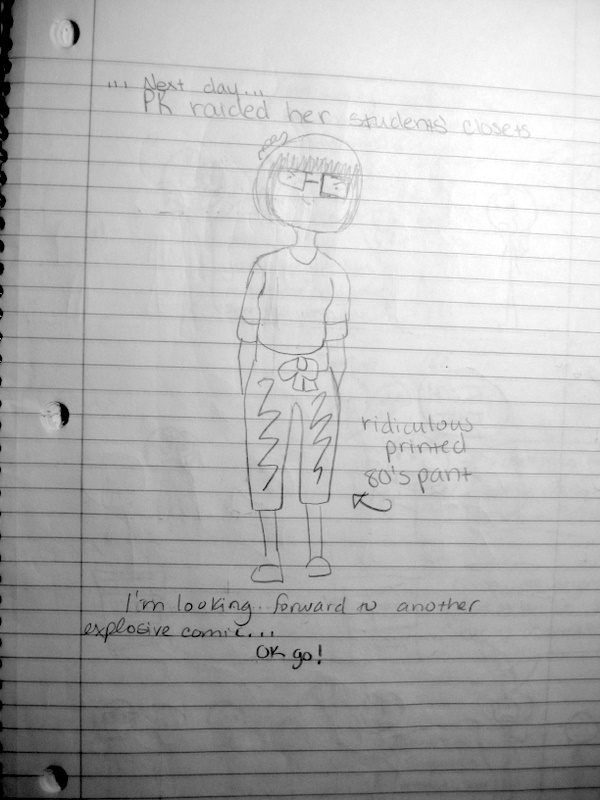 ... Next day...
PK raided her students' closets
ridiculous
printed
80's pant
I'm looking forward to another
explosive comic...
OK go!